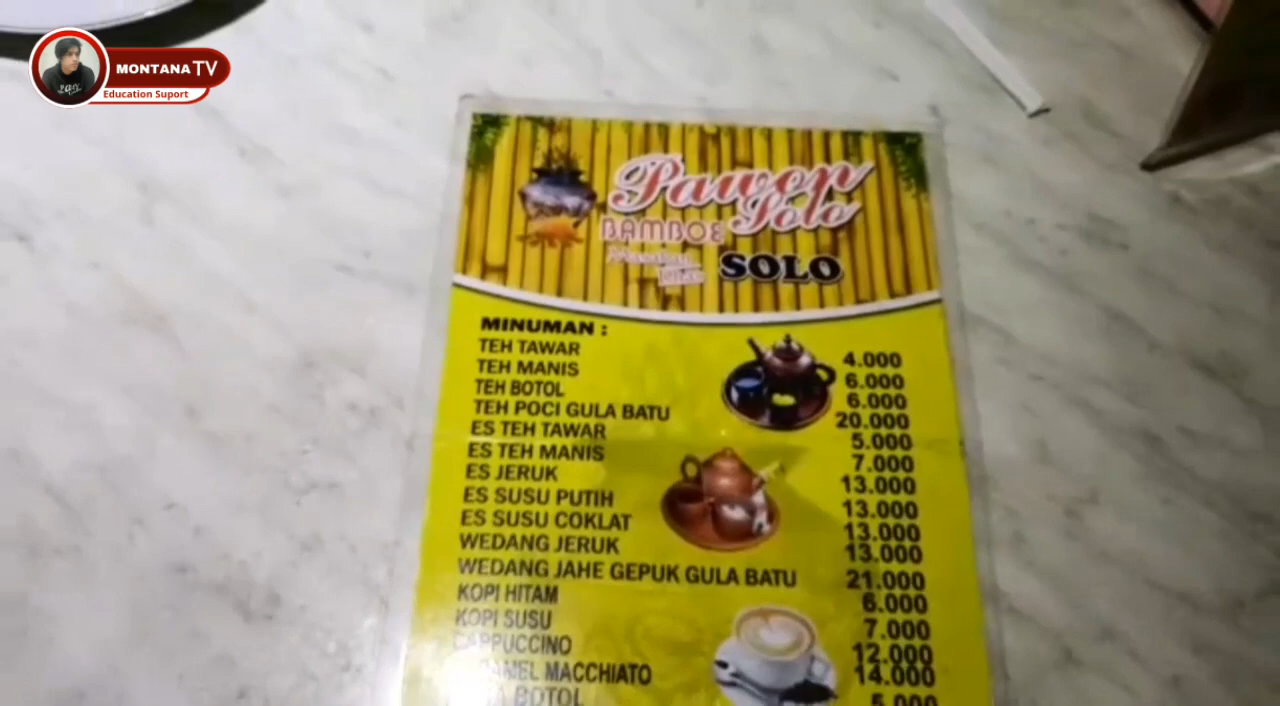 MONTANA TV
Education Suport
Pawon
Solo
BAMBOE
SOLO
MINUMAN :
TEH TAWAR 4.000
TEH MANIS 6.000
TEH BOTOL 6.000
TEH POCI GULA BATU 20.000
ES TEH TAWAR 5.000
ES TEH MANIS 7.000
ES JERUK 13.000
ES SUSU PUTIH 13.000
ES SUSU COKLAT 13.000
WEDANG JERUK 13.000
WEDANG JAHE GEPUK GULA BATU 21.000
KOPI HITAM 6.000
KOPI SUSU 7.000
CAPPUCCINO 12.000
MACCHIATO 14.000
BOTOL 5.000